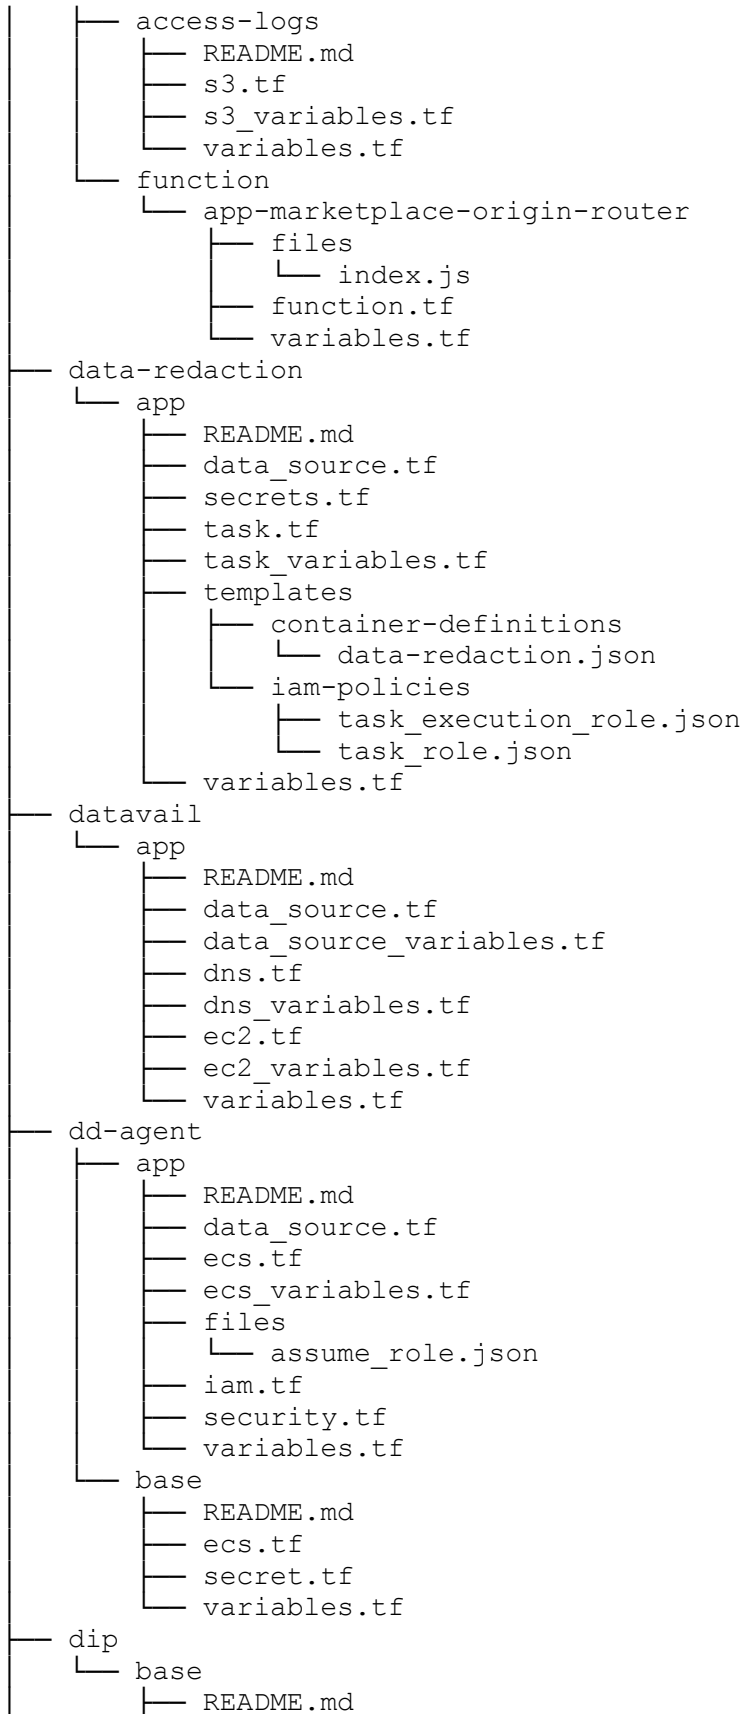 │   ├── access-logs
│   │   ├── README.md
│   │   ├── s3.tf
│   │   ├── s3_variables.tf
│   │   └── variables.tf
│   └── function
│       └── app-marketplace-origin-router
│           ├── files
│           │   └── index.js
│           ├── function.tf
│           └── variables.tf
├── data-redaction
│   └── app
│       ├── README.md
│       ├── data_source.tf
│       ├── secrets.tf
│       ├── task.tf
│       ├── task_variables.tf
│       ├── templates
│       │   ├── container-definitions
│       │   │   └── data-redaction.json
│       │   └── iam-policies
│       │       ├── task_execution_role.json
│       │       └── task_role.json
│       └── variables.tf
├── datavail
│   └── app
│       ├── README.md
│       ├── data_source.tf
│       ├── data_source_variables.tf
│       ├── dns.tf
│       ├── dns_variables.tf
│       ├── ec2.tf
│       ├── ec2_variables.tf
│       └── variables.tf
├── dd-agent
│   ├── app
│   │   ├── README.md
│   │   ├── data_source.tf
│   │   ├── ecs.tf
│   │   ├── ecs_variables.tf
│   │   ├── files
│   │   │   └── assume_role.json
│   │   ├── iam.tf
│   │   ├── security.tf
│   │   └── variables.tf
│   └── base
│       ├── README.md
│       ├── ecs.tf
│       ├── secret.tf
│       └── variables.tf
├── dip
│   └── base
│       ├── README.md